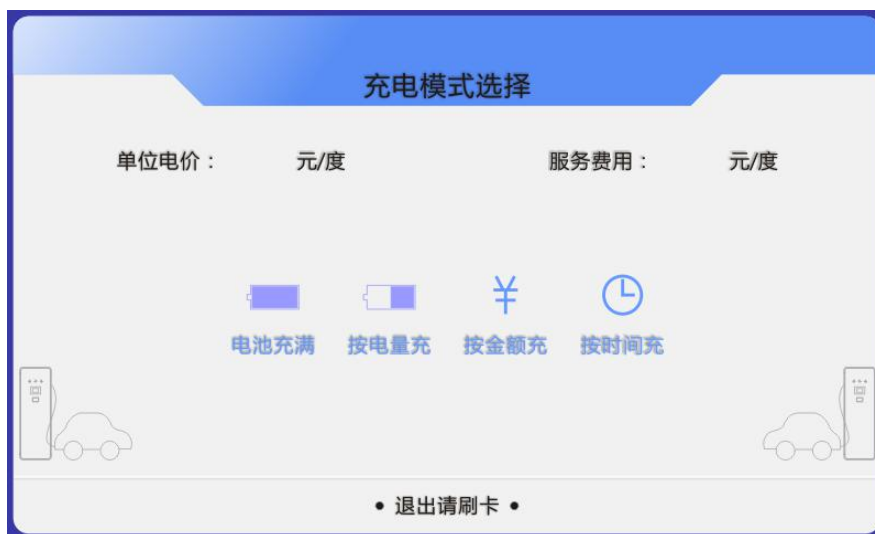 充电模式选择
单位电价： 元/度 服务费用： 元/度
¥
电池充满 按电量充 按金额充 按时间充
• 退出请刷卡 •